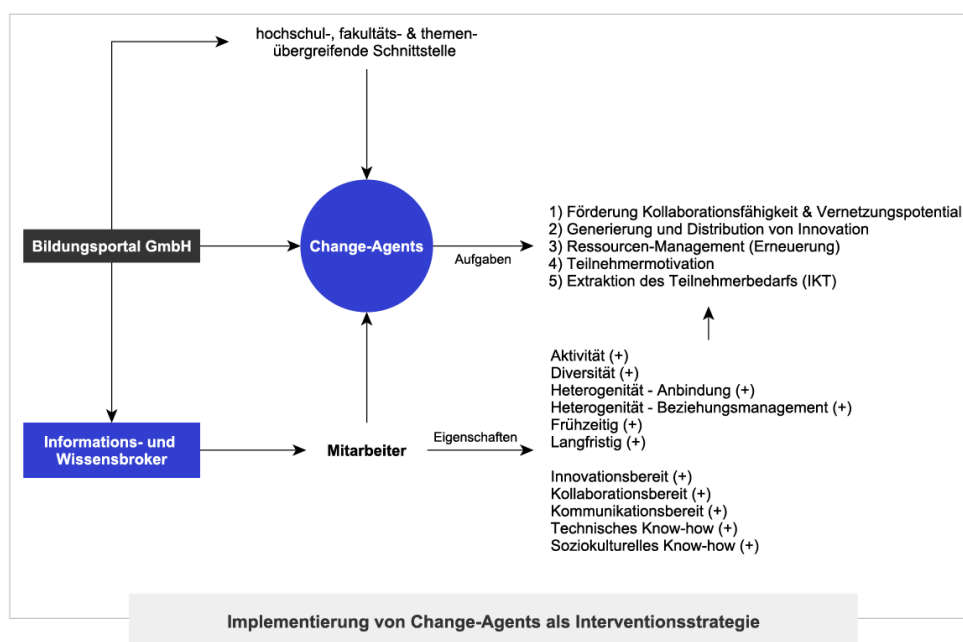 hochschul-, fakultäts- & themen-
übergreifende Schnittstelle
Bildungsportal GmbH
Change-Agents
Aufgaben
1) Förderung Kollaborationsfähigkeit & Vernetzungspotential
2) Generierung und Distribution von Innovation
3) Ressourcen-Management (Erneuerung)
4) Teilnehmermotivation
5) Extraktion des Teilnehmerbedarfs (IKT)
Informations- und
Wissensbroker
Mitarbeiter
Eigenschaften
Aktivität (+)
Diversität (+)
Heterogenität - Anbindung (+)
Heterogenität - Beziehungsmanagement (+)
Frühzeitig (+)
Langfristig (+)
Innovationsbereit (+)
Kollaborationsbereit (+)
Kommunikationsbereit (+)
Technisches Know-how (+)
Soziokulturelles Know-how (+)
Implementierung von Change-Agents als Interventionsstrategie